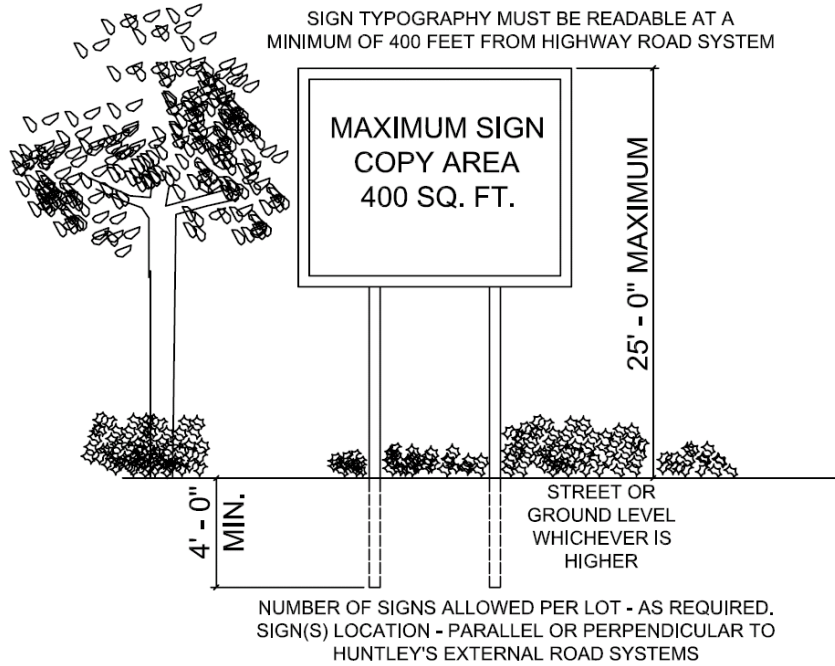 SIGN TYPOGRAPHY MUST BE READABLE AT A
MINIMUM OF 400 FEET FROM HIGHWAY ROAD SYSTEM
MAXIMUM SIGN
COPY AREA
400 SQ. FT.
25' - 0" MAXIMUM
4' - 0"
MIN.
STREET OR
GROUND LEVEL
WHICHEVER IS
HIGHER
NUMBER OF SIGNS ALLOWED PER LOT - AS REQUIRED.
SIGN(S) LOCATION - PARALLEL OR PERPENDICULAR TO
HUNTLEY'S EXTERNAL ROAD SYSTEMS